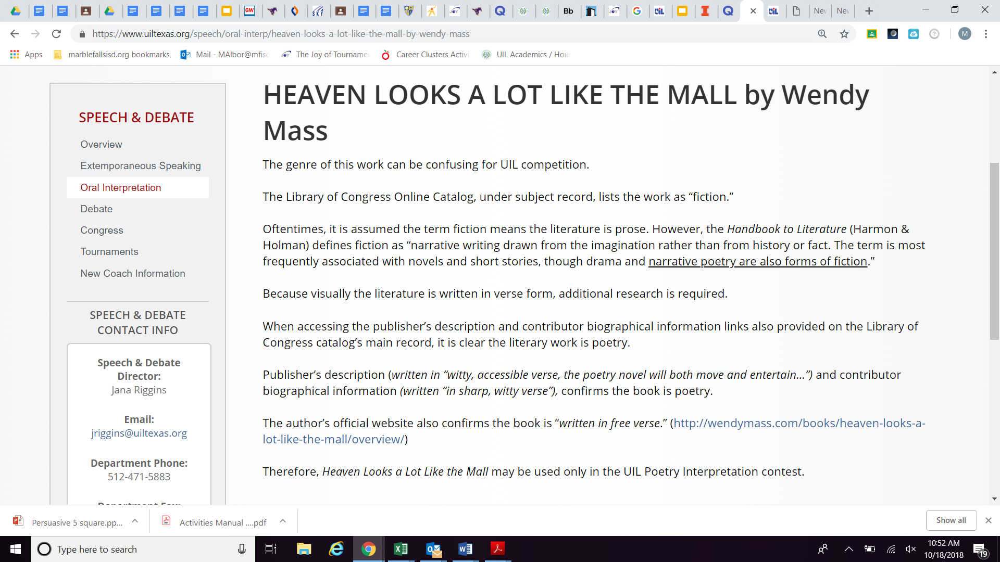 GW
SKY
Bb
UIL
UIL
Nev
Nev
https://www.uiltexas.org/speech/oral-interp/heaven-looks-a-lot-like-the-mall-by-wendy-mass
M
Apps
marblefallsisd.org bookmarks
Mail - MAlbor@mfisc
The Joy of Tourname
Career Clusters Activi
UIL Academics / Hou
SPEECH & DEBATE
Overview
Extemporaneous Speaking
Oral Interpretation
Debate
Congress
Tournaments
New Coach Information
SPEECH & DEBATE
CONTACT INFO
Speech & Debate
Director:
Jana Riggins
Email:
jriggins@uiltexas.org
Department Phone:
512-471-5883
HEAVEN LOOKS A LOT LIKE THE MALL by Wendy
Mass
The genre of this work can be confusing for UIL competition.
The Library of Congress Online Catalog, under subject record, lists the work as “fiction.”
Oftentimes, it is assumed the term fiction means the literature is prose. However, the Handbook to Literature (Harmon &
Holman) defines fiction as “narrative writing drawn from the imagination rather than from history or fact. The term is most
frequently associated with novels and short stories, though drama and narrative poetry are also forms of fiction.”
Because visually the literature is written in verse form, additional research is required.
When accessing the publisher’s description and contributor biographical information links also provided on the Library of
Congress catalog’s main record, it is clear the literary work is poetry.
Publisher’s description (written in “witty, accessible verse, the poetry novel will both move and entertain…”) and contributor
biographical information (written “in sharp, witty verse”), confirms the book is poetry.
The author’s official website also confirms the book is “written in free verse.” (http://wendymass.com/books/heaven-looks-a-
lot-like-the-mall/overview/)
Therefore, Heaven Looks a Lot Like the Mall may be used only in the UIL Poetry Interpretation contest.
Persuasive 5 square.pp...
Activities Manual ....pdf
Show all
Type here to search
10:52 AM
10/18/2018
19